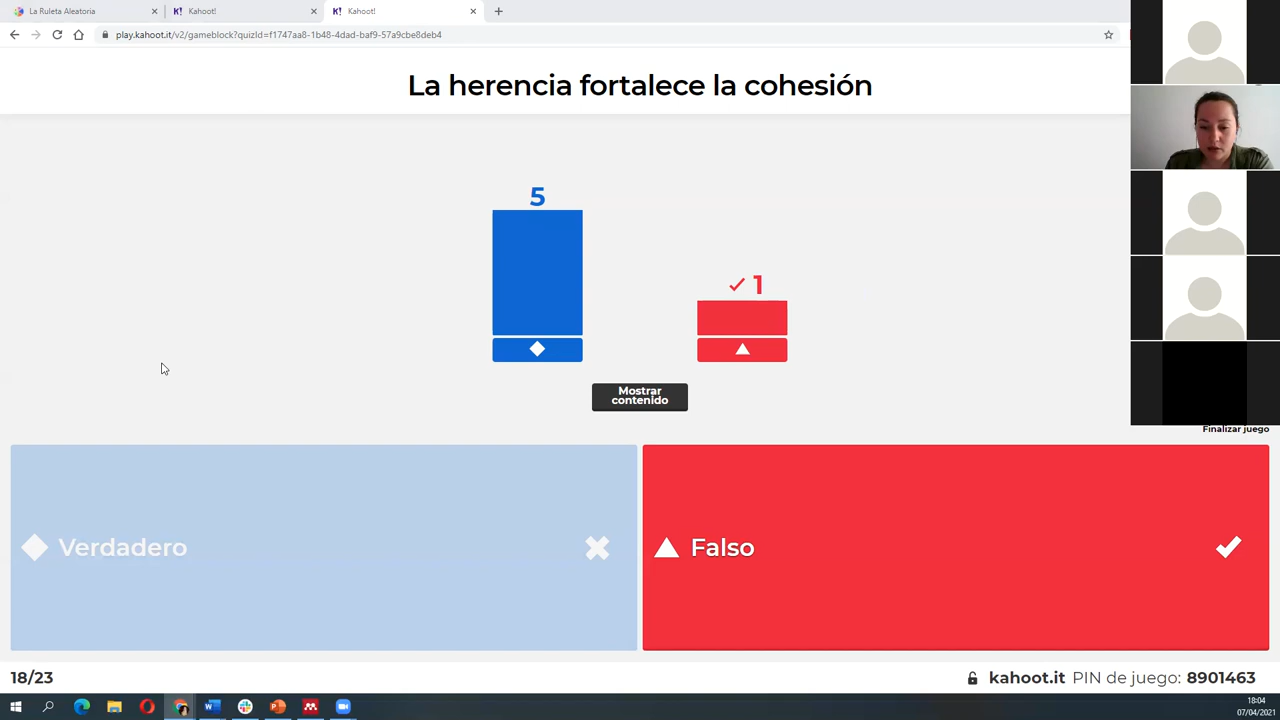 La Ruleta Aleatoria
Kahoot!
Kahoot!
play.kahoot.it/v2/gameblock?quizId=f1747aa8-1b48-4dad-baf9-57a9cbe8deb4
La herencia fortalece la cohesión
5
1
Mostrar
contenido
Finalizar juego
Verdadero
Falso
18/23
kahoot.it PIN de juego: 8901463
18:04
07/04/2021